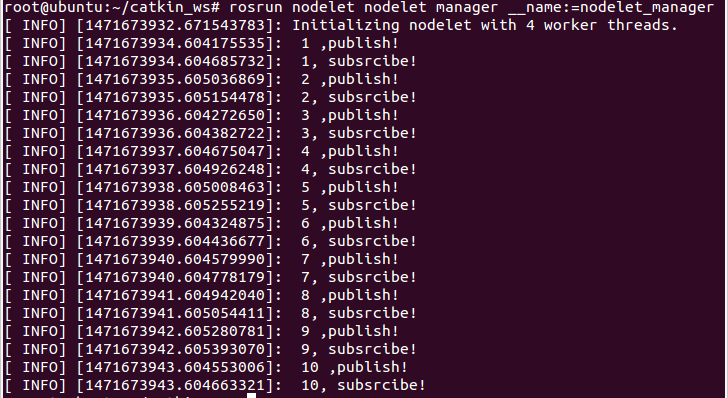 root@ubuntu:~/catkin_ws# rosrun nodelet nodelet manager __name:=nodelet_manager
[ INFO] [1471673932.671543783]: Initializing nodelet with 4 worker threads.
[ INFO] [1471673934.604175535]:  1 ,publish!
[ INFO] [1471673934.604685732]:  1, subsrcibe!
[ INFO] [1471673935.605036869]:  2 ,publish!
[ INFO] [1471673935.605154478]:  2, subsrcibe!
[ INFO] [1471673936.604272650]:  3 ,publish!
[ INFO] [1471673936.604382722]:  3, subsrcibe!
[ INFO] [1471673937.604675047]:  4 ,publish!
[ INFO] [1471673937.604926248]:  4, subsrcibe!
[ INFO] [1471673938.605008463]:  5 ,publish!
[ INFO] [1471673938.605255219]:  5, subsrcibe!
[ INFO] [1471673939.604324875]:  6 ,publish!
[ INFO] [1471673939.604436677]:  6, subsrcibe!
[ INFO] [1471673940.604579990]:  7 ,publish!
[ INFO] [1471673940.604778179]:  7, subsrcibe!
[ INFO] [1471673941.604942040]:  8 ,publish!
[ INFO] [1471673941.605054411]:  8, subsrcibe!
[ INFO] [1471673942.605280781]:  9 ,publish!
[ INFO] [1471673942.605393070]:  9, subsrcibe!
[ INFO] [1471673943.604553006]:  10 ,publish!
[ INFO] [1471673943.604663321]:  10, subsrcibe!